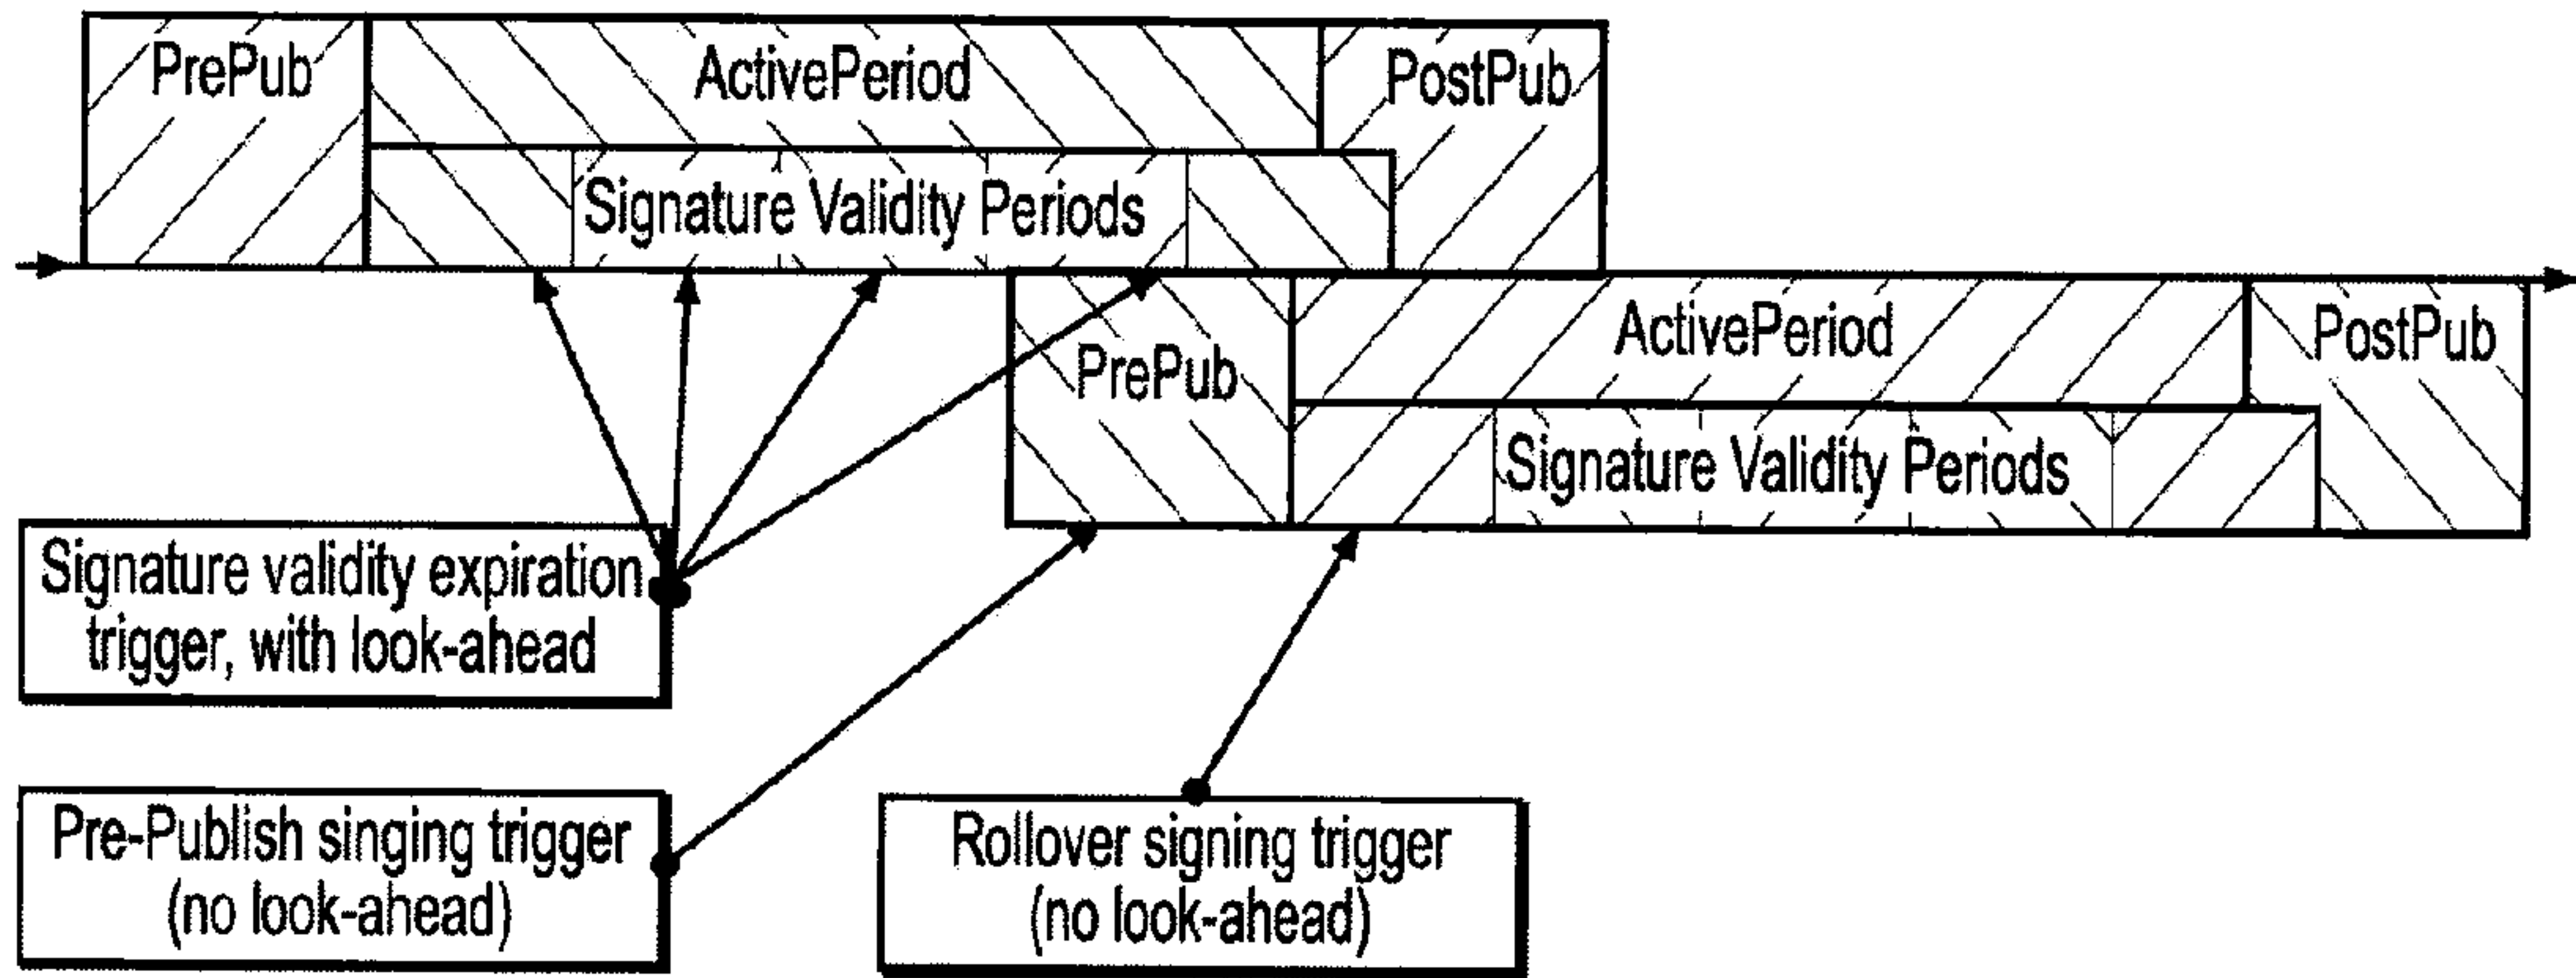 PrePub
ActivePeriod
PostPub
Signature Validity Periods
PrePub
ActivePeriod
PostPub
Signature Validity Periods
Signature validity expiration
trigger, with look-ahead
Pre-Publish singing trigger
(no look-ahead)
Rollover signing trigger
(no look-ahead)